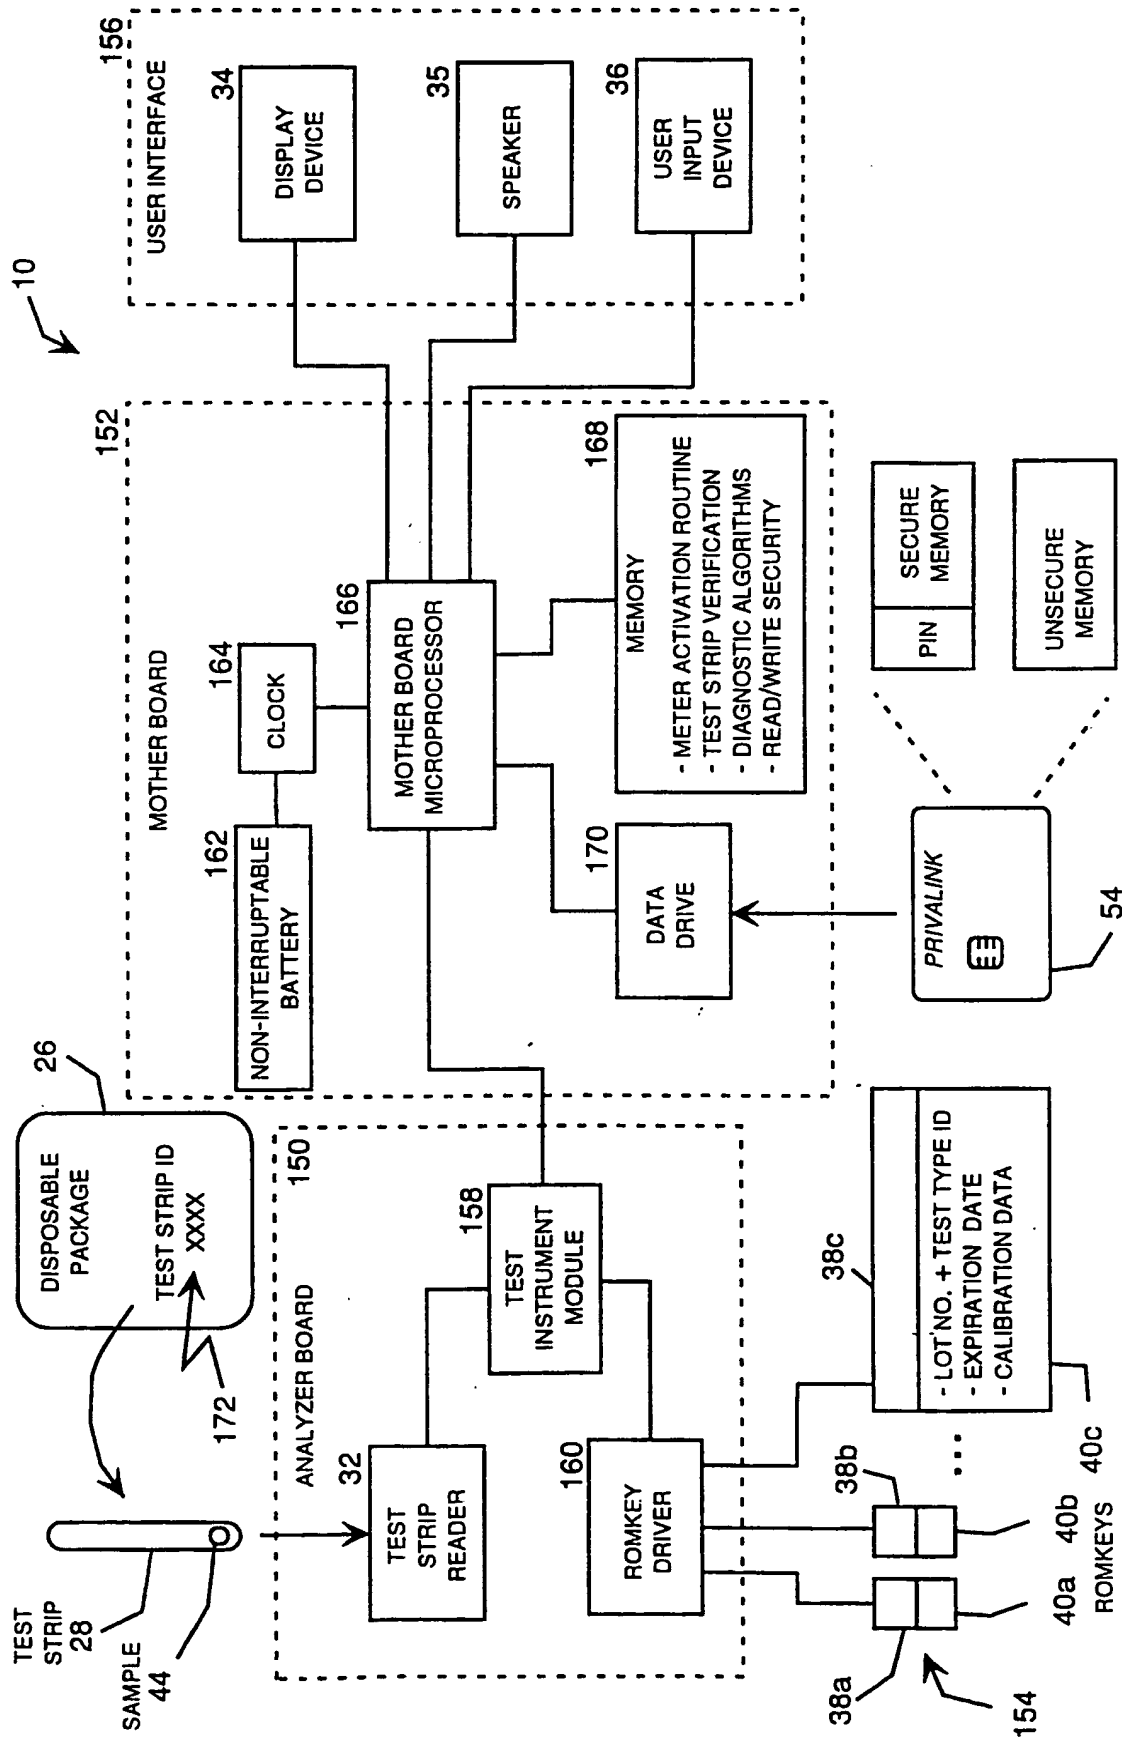 10
TEST
STRIP
28
SAMPLE
44
DISPOSABLE
PACKAGE
TEST STRIP ID
XXXX
26
172
ANALYZER BOARD
150
TEST
STRIP
READER
32
TEST
INSTRUMENT
MODULE
158
ROMKEY
DRIVER
160
MOTHER BOARD
152
NON-INTERRUPTABLE
BATTERY
162
CLOCK
164
MOTHER BOARD
MICROPROCESSOR
166
DATA
DRIVE
170
MEMORY
- METER ACTIVATION ROUTINE
- TEST STRIP VERIFICATION
- DIAGNOSTIC ALGORITHMS
- READ/WRITE SECURITY
168
USER INTERFACE
156
DISPLAY
DEVICE
34
SPEAKER
35
USER
INPUT
DEVICE
36
38a
38b
38c
- LOT NO. + TEST TYPE ID
- EXPIRATION DATE
- CALIBRATION DATA
...
154
40a
40b
40c
ROMKEYS
PRIVALINK
54
PIN
SECURE
MEMORY
UNSECURE
MEMORY